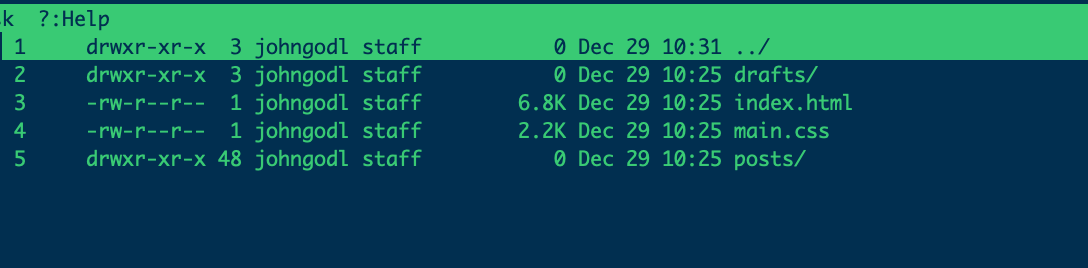 k  ?:Help
1     drwxr-xr-x  3 johngodl staff           0 Dec 29 10:31 ../
2     drwxr-xr-x  3 johngodl staff           0 Dec 29 10:25 drafts/
3     -rw-r--r--  1 johngodl staff        6.8K Dec 29 10:25 index.html
4     -rw-r--r--  1 johngodl staff        2.2K Dec 29 10:25 main.css
5     drwxr-xr-x 48 johngodl staff           0 Dec 29 10:25 posts/